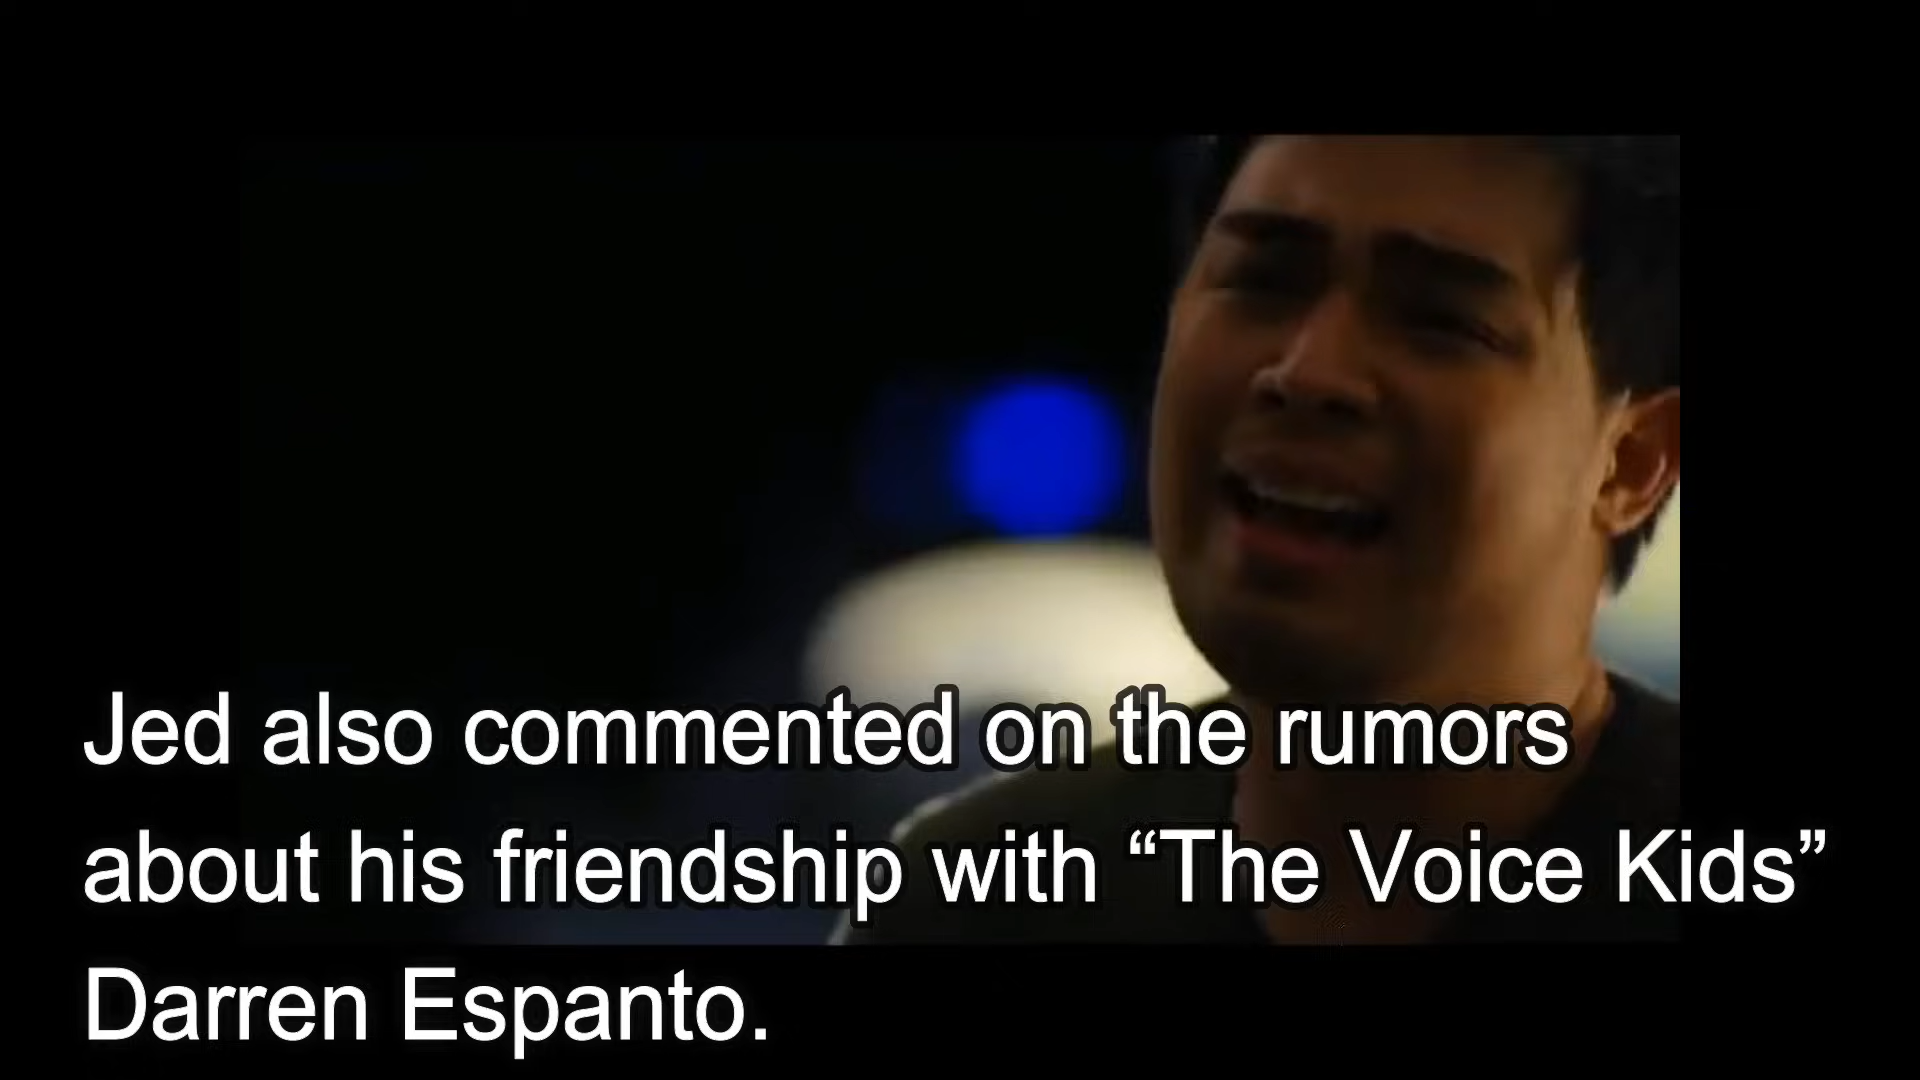 Jed also commented on the rumors
about his friendship with “The Voice Kids”
Darren Espanto.